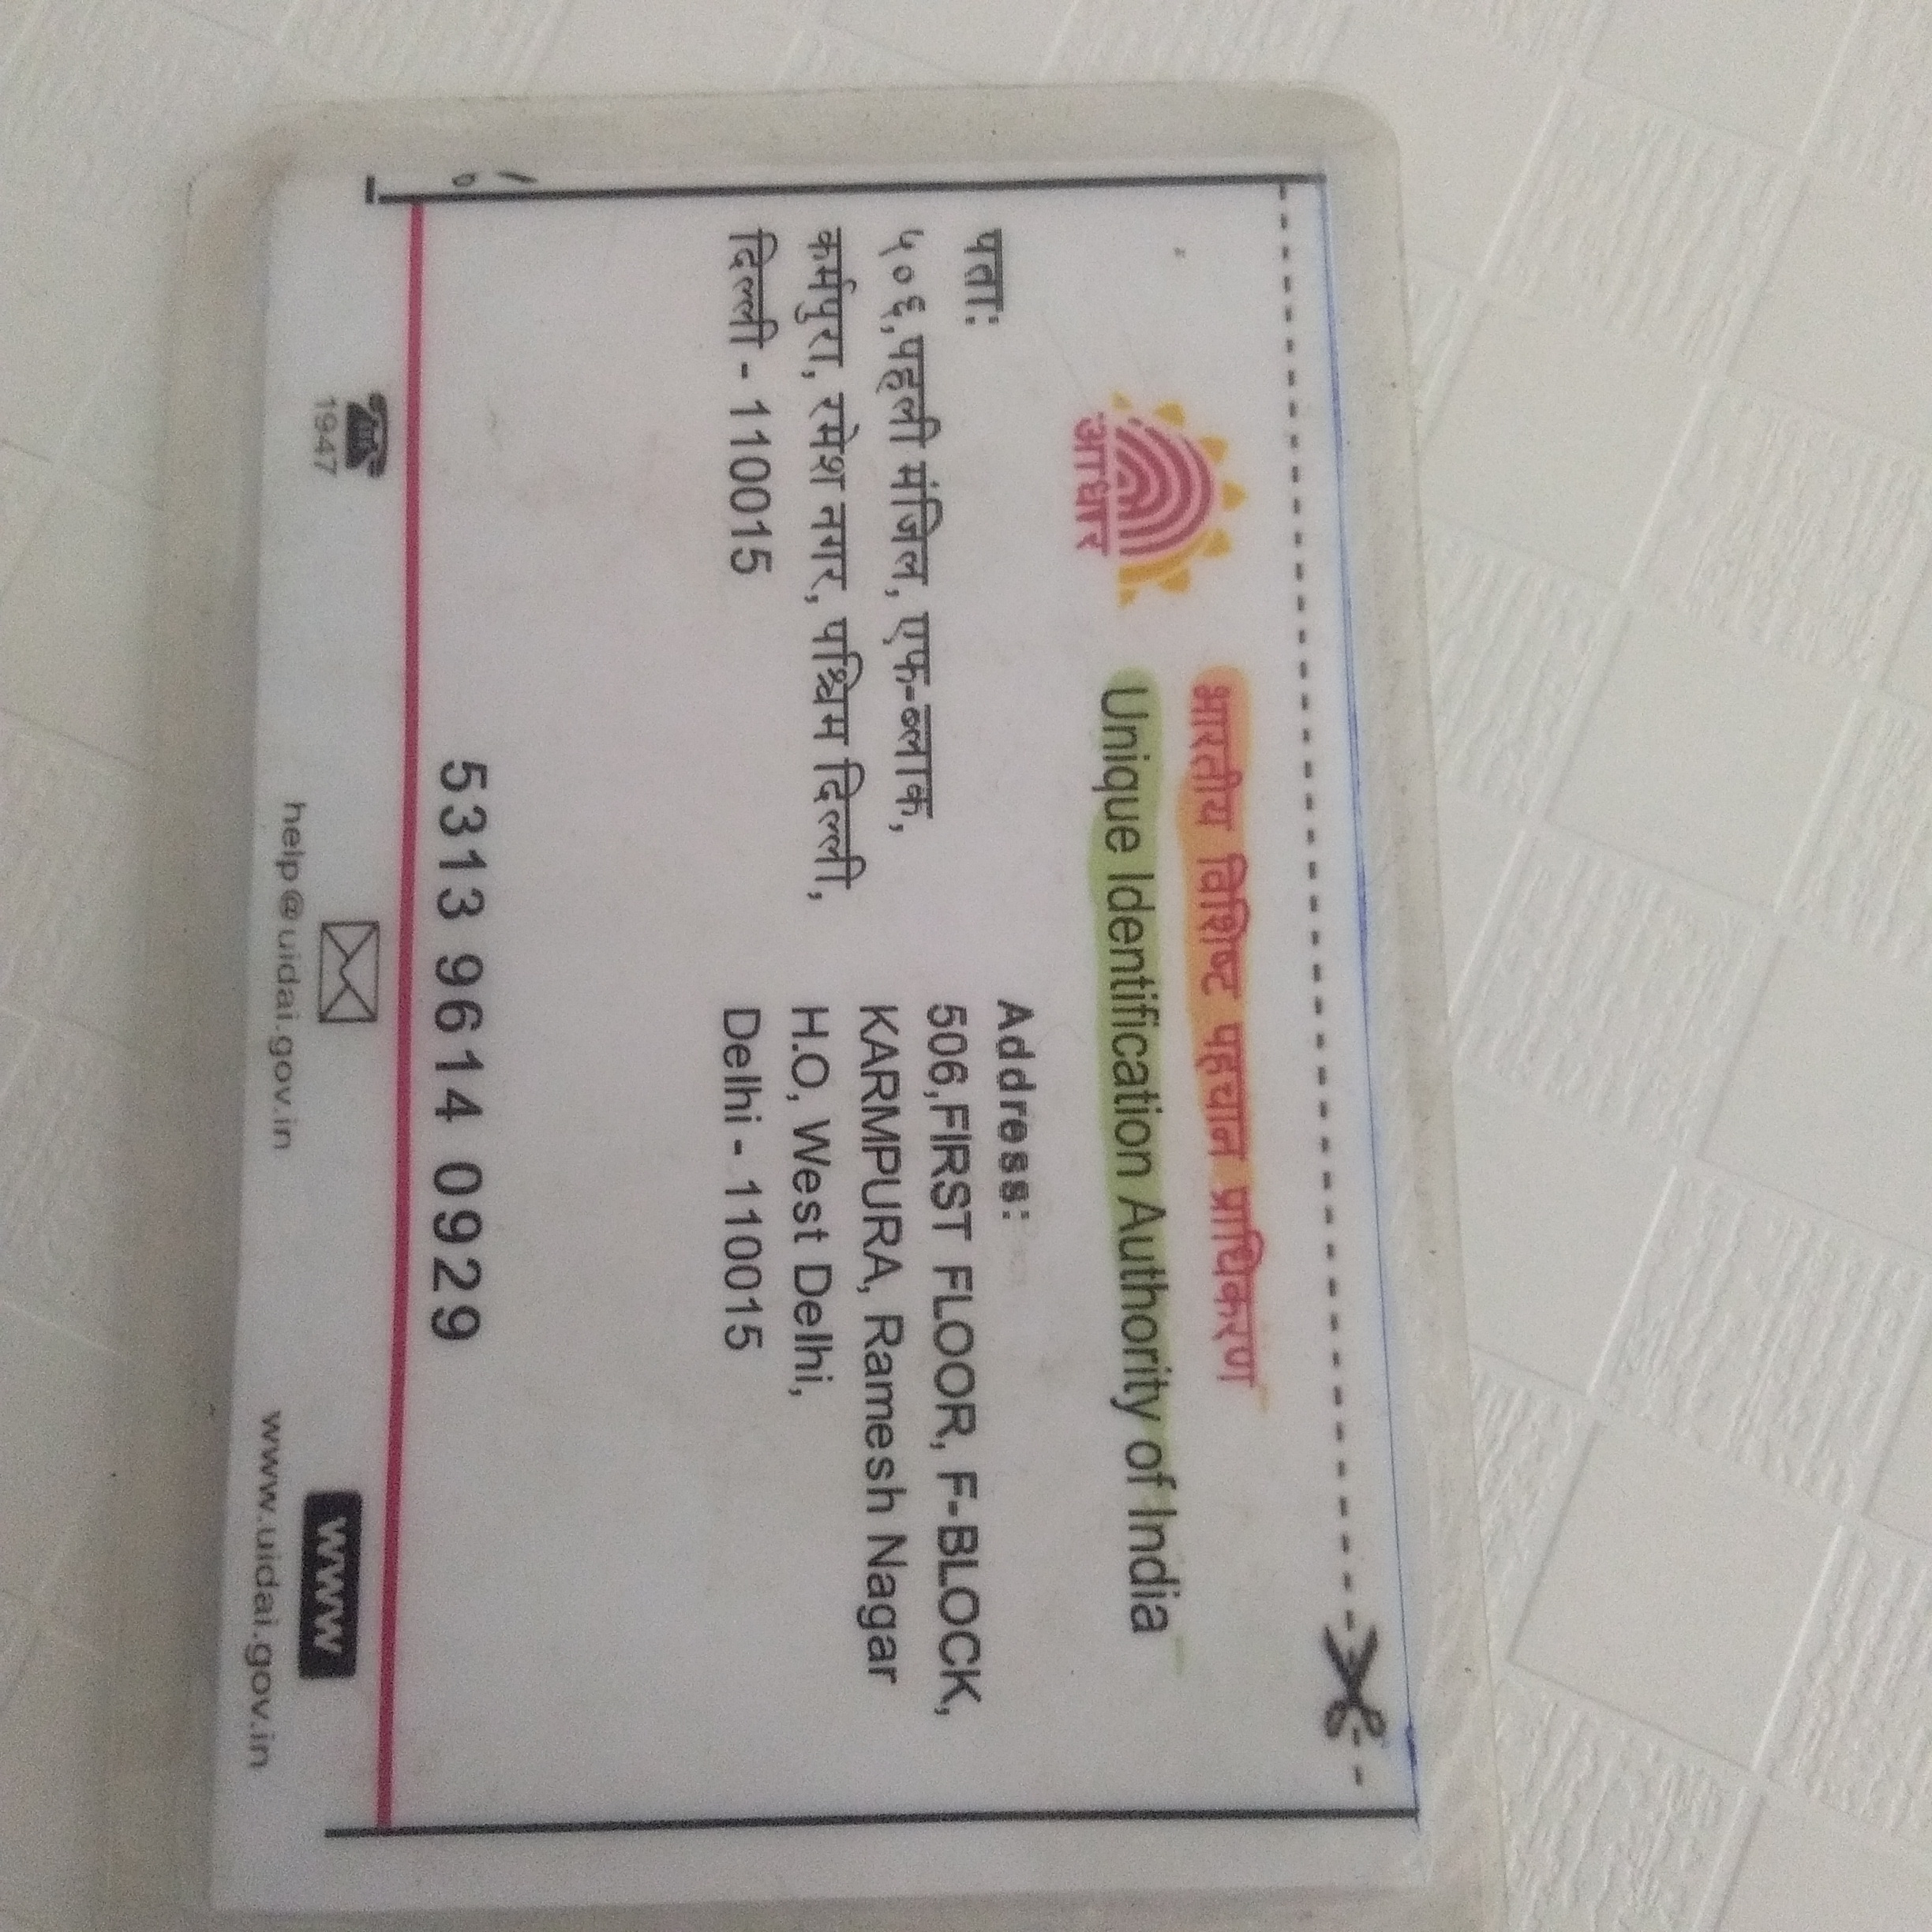 भारतीय विशिष्ट पहचान प्राधिकरण
Unique Identification Authority of India
आधार
पता:
५०६,पहली मंजिल, एफ-ब्लाक,
कर्मपुरा, रमेश नगर, पश्चिम दिल्ली,
दिल्ली - 110015
Address:
506,FIRST FLOOR, F-BLOCK,
KARMPURA, Ramesh Nagar
H.O, West Delhi,
Delhi - 110015
5313 9614 0929
1947
help@uidai.gov.in
www
www.uidai.gov.in